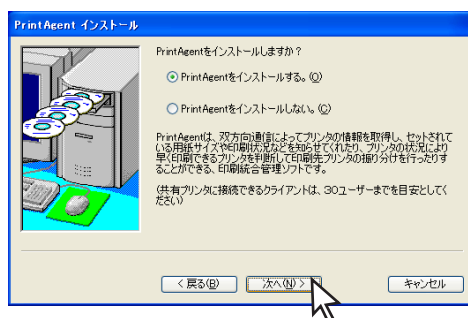 PrintAgent インストール
PrintAgentをインストールしますか？
PrintAgentをインストールする。(O)
PrintAgentをインストールしない。(C)
PrintAgentは、双方向通信によってプリンタの情報を取得し、セットされて
いる用紙サイズや印刷状況などを知らせてくれたり、プリンタの状況により
早く印刷できるプリンタを判断して印刷先プリンタの振り分けを行ったりす
ることができる、印刷統合管理ソフトです。
(共有プリンタに接続できるクライアントは、30ユーザーまでを目安としてく
ださい)
< 戻る(B) 次へ(N) > キャンセル